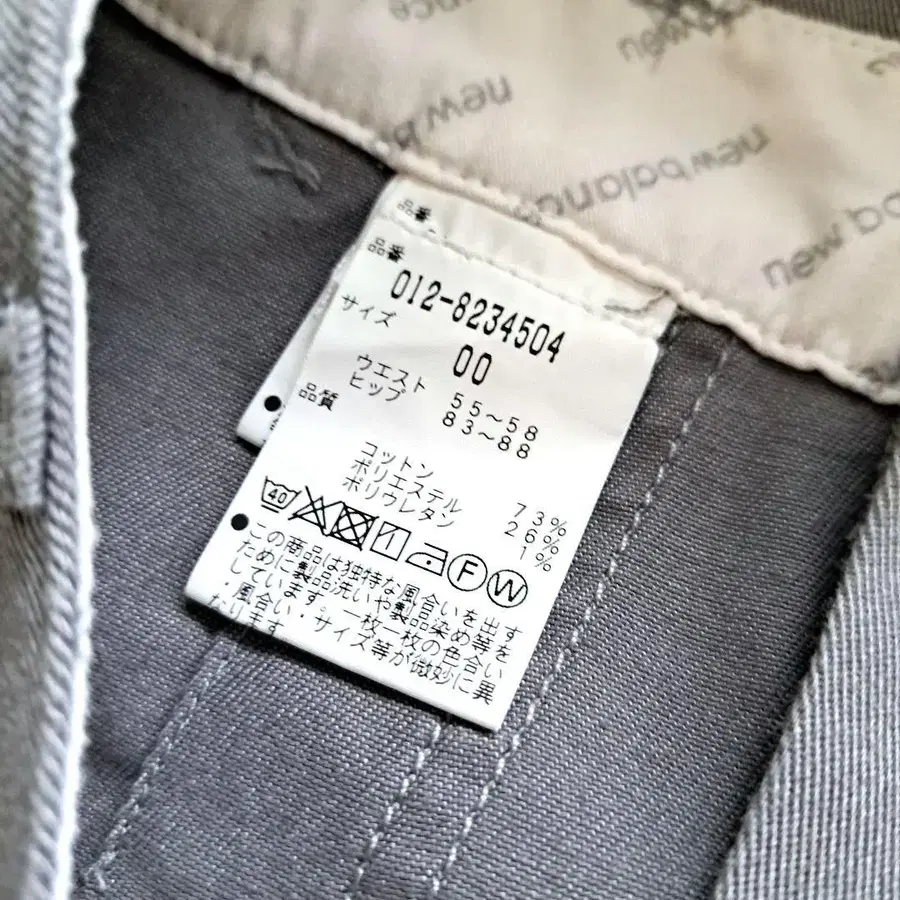 new balance
new b
new balanc
new balance
品番
品番
012-8234504
サイズ
00
ウエスト 55~58
ヒップ 83~88
品質
コットン 73%
ポリエステル 26%
ポリウレタン 1%
40 F W
●この商品は独特な風合いを出す
ために製品洗いや製品染め等を
しています。一枚一枚の色合い
・風合い・サイズ等が微妙に異
なります